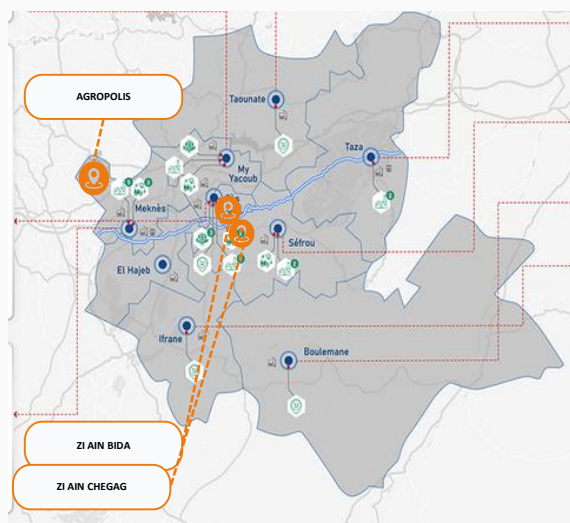 AGROPOLIS
Taounate
Taza
My
Yacoub
Meknès
Séfrou
El Hajeb
Ifrane
Boulemane
ZI AIN BIDA
ZI AIN CHEGAG